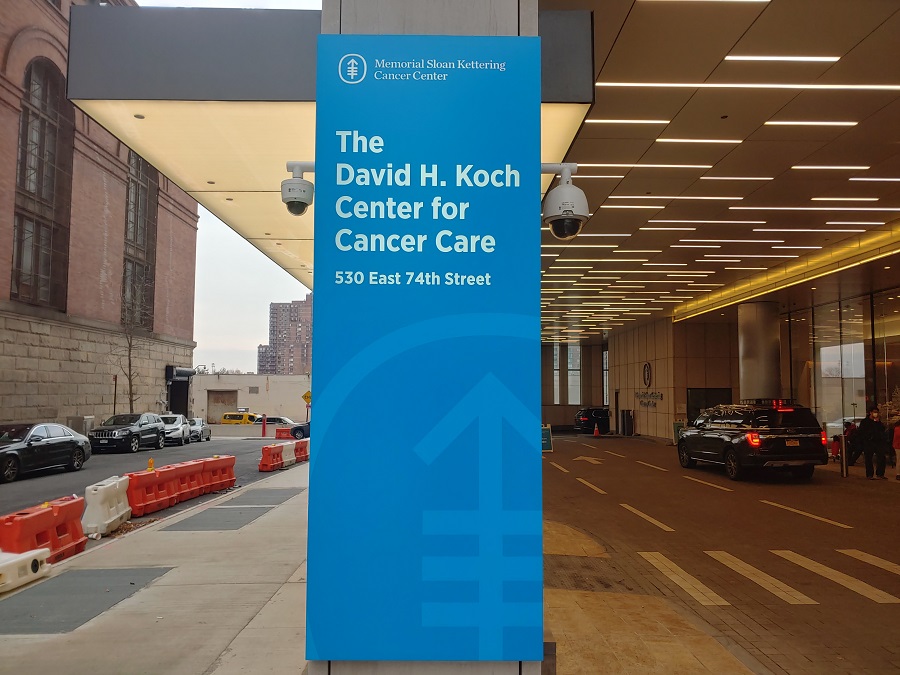 Memorial Sloan Kettering
Cancer Center
The
David H. Koch
Center for
Cancer Care
530 East 74th Street